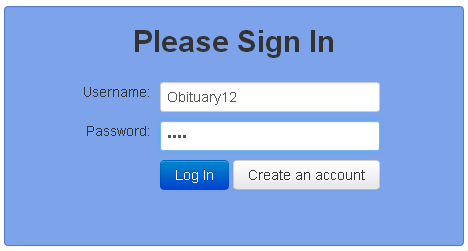 Please Sign In
Username: Obituary12
Password: ••••
Log In Create an account